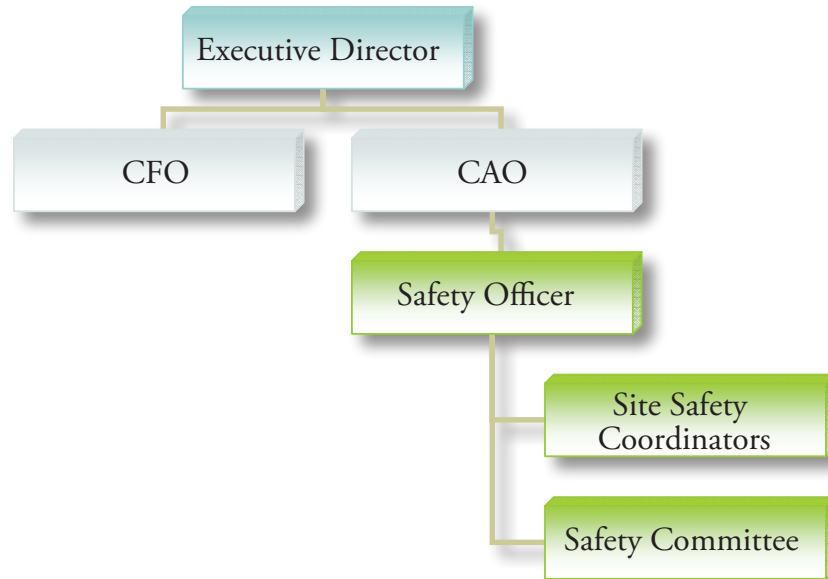 Executive Director
CFO
CAO
Safety Officer
Site Safety
Coordinators
Safety Committee